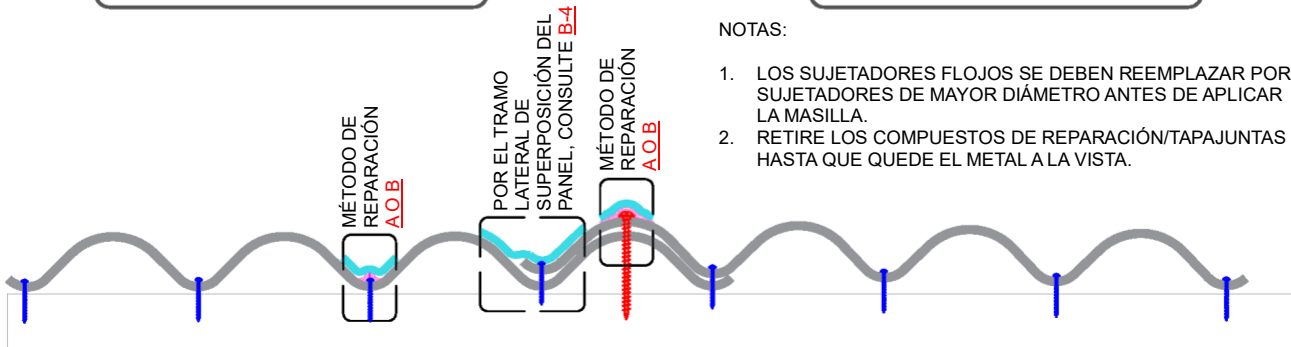 MÉTODO DE
REPARACIÓN
A O B
POR EL TRAMO
LATERAL DE
SUPERPOSICIÓN DEL
PANEL, CONSULTE B-4
MÉTODO DE
REPARACIÓN
A O B
NOTAS:
1. LOS SUJETADORES FLOJOS SE DEBEN REEMPLAZAR POR
SUJETADORES DE MAYOR DIÁMETRO ANTES DE APLICAR
LA MASILLA.
2. RETIRE LOS COMPUESTOS DE REPARACIÓN/TAPAJUNTAS
HASTA QUE QUEDE EL METAL A LA VISTA.